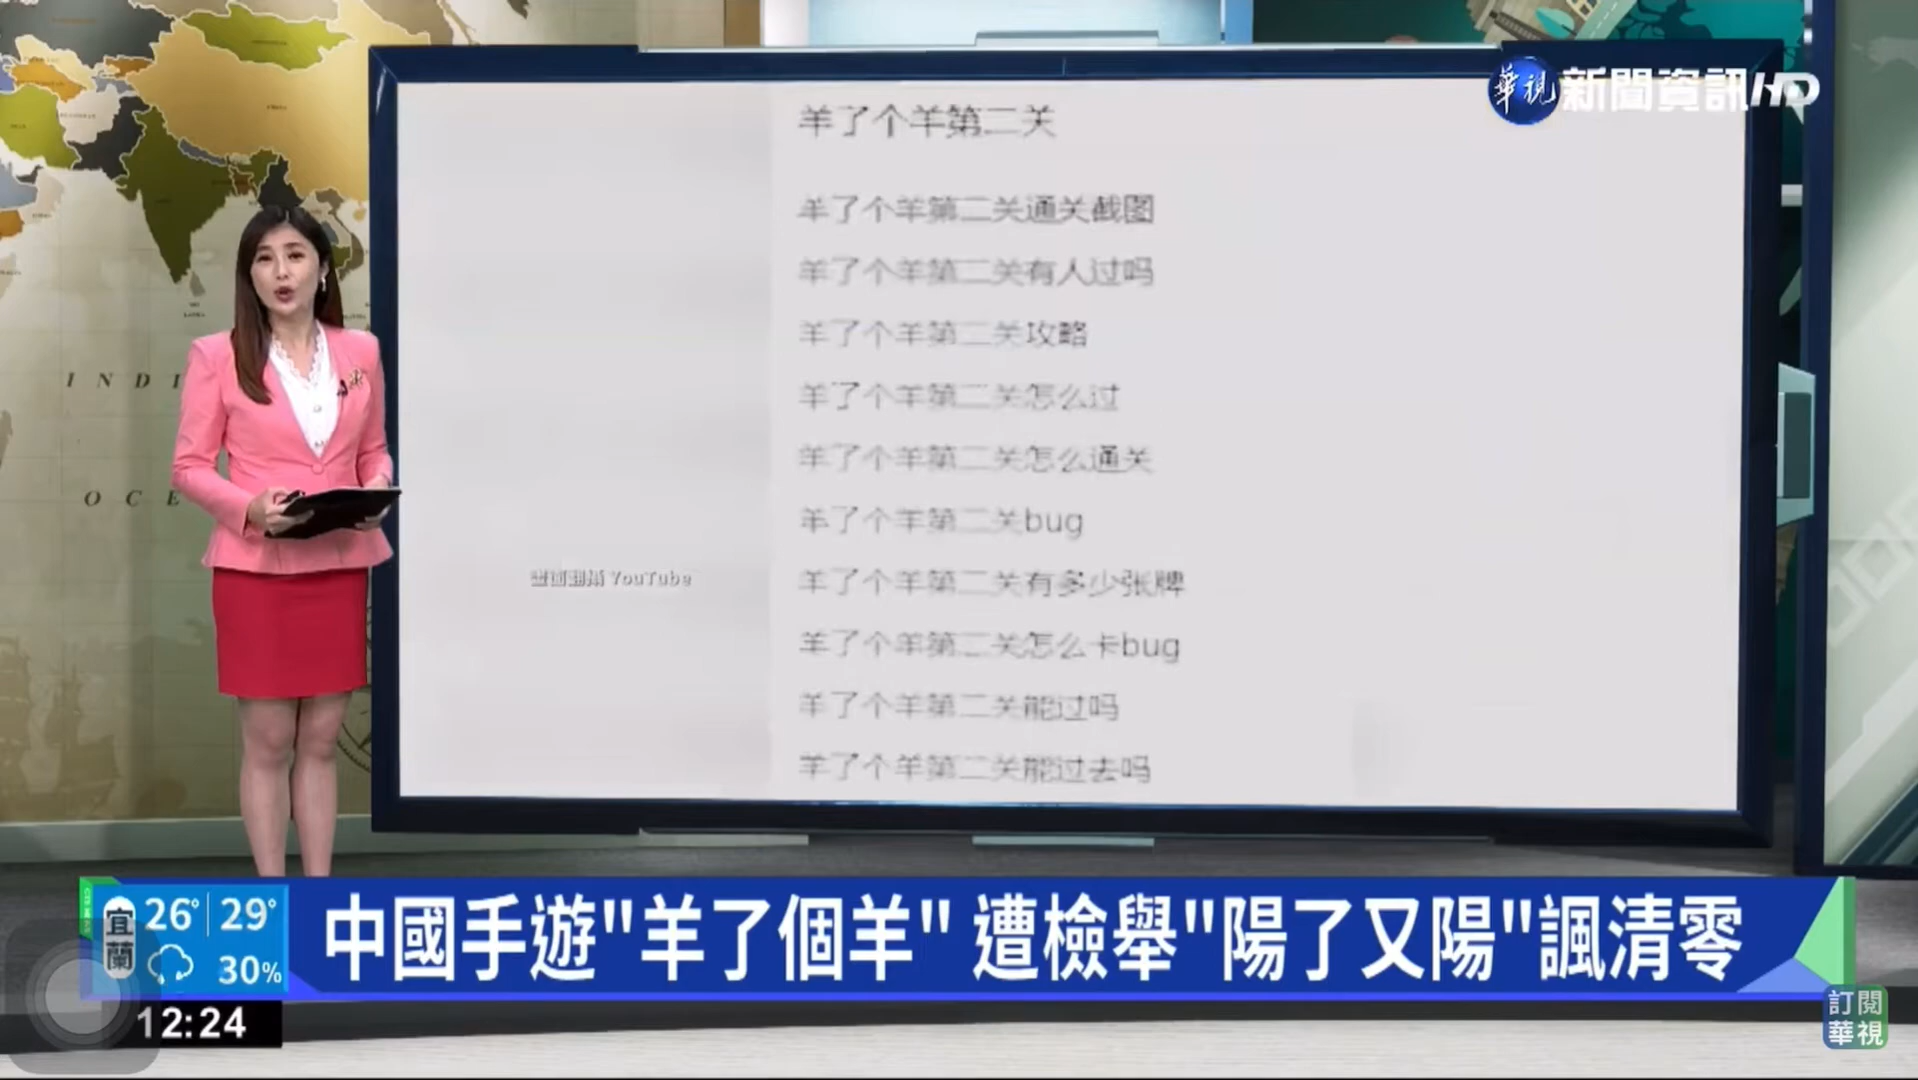 華視新聞資訊HD
羊了个羊第二关
羊了个羊第二关通关截图
羊了个羊第二关有人过吗
羊了个羊第二关攻略
羊了个羊第二关怎么过
羊了个羊第二关怎么通关
羊了个羊第二关bug
羊了个羊第二关有多少张牌
羊了个羊第二关怎么卡bug
羊了个羊第二关能过吗
羊了个羊第二关能过去吗
畫面翻攝 YouTube
INDI
OCE
宜蘭
26° 29°
30%
中國手遊"羊了個羊" 遭檢舉"陽了又陽"諷清零
12:24
訂閱
華視